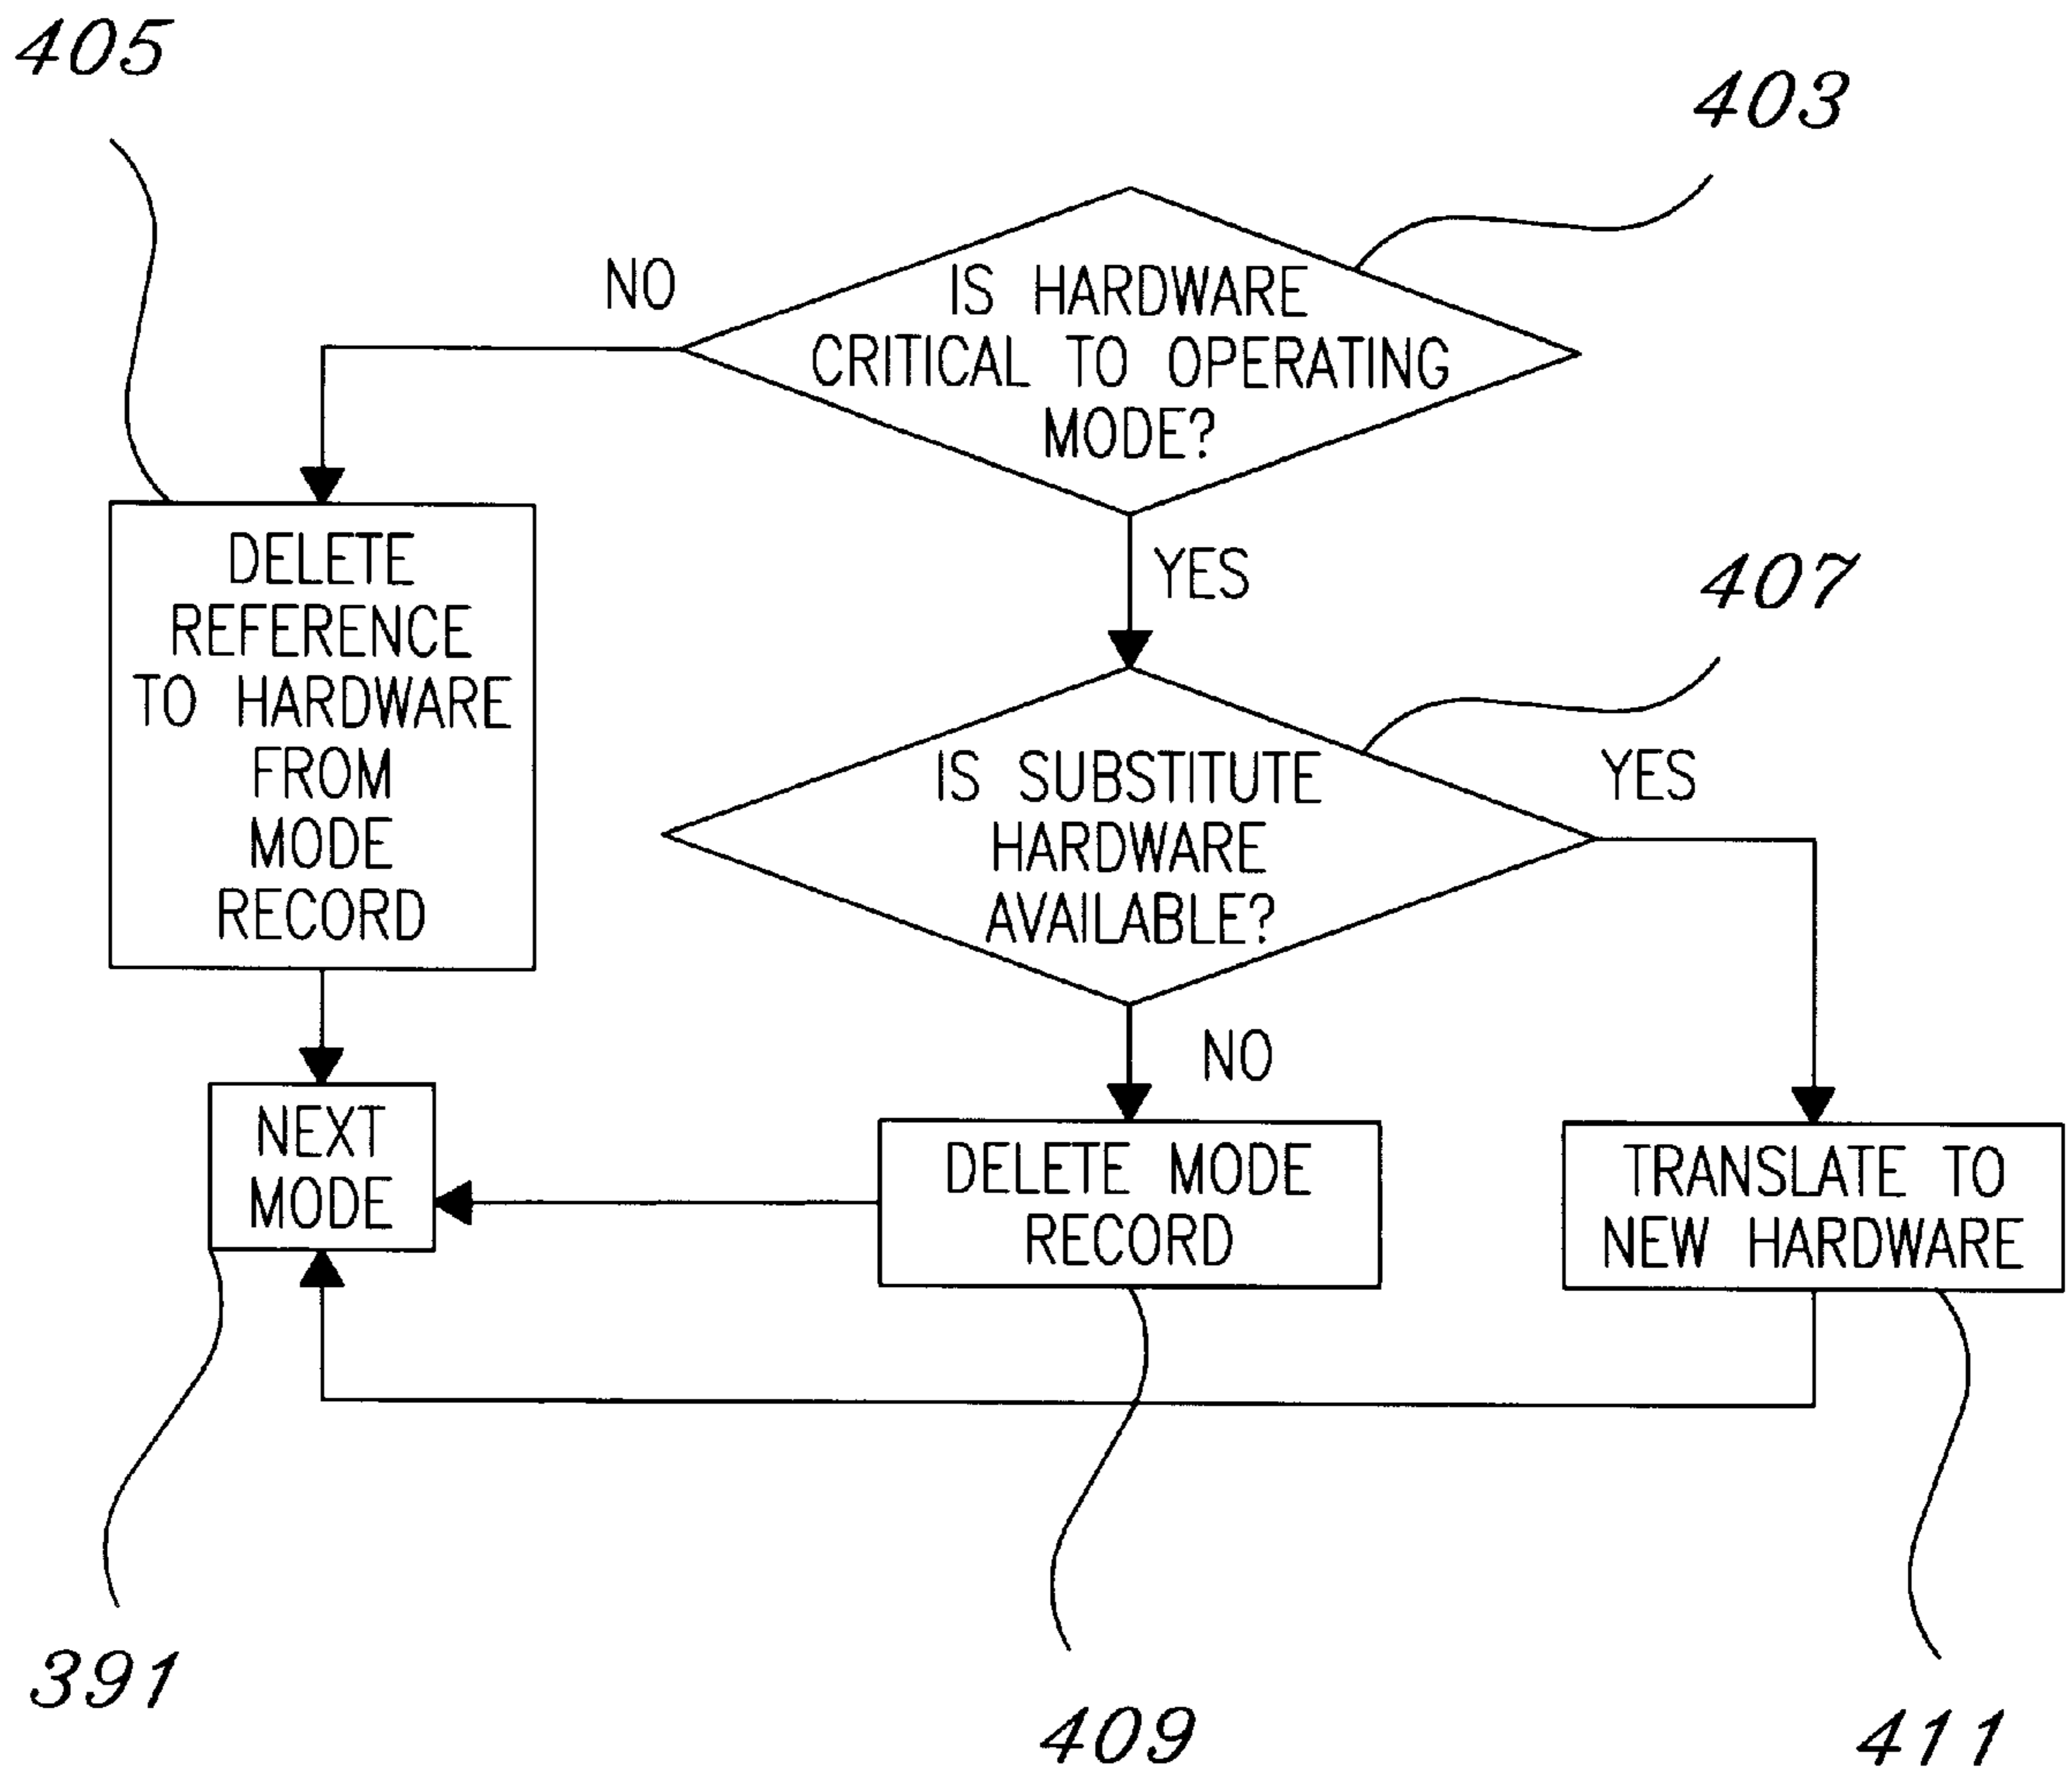 405
403
NO
IS HARDWARE
CRITICAL TO OPERATING
MODE?
YES
407
DELETE
REFERENCE
TO HARDWARE
FROM
MODE
RECORD
IS SUBSTITUTE
HARDWARE
AVAILABLE?
YES
NO
NEXT
MODE
DELETE MODE
RECORD
TRANSLATE TO
NEW HARDWARE
391
409
411